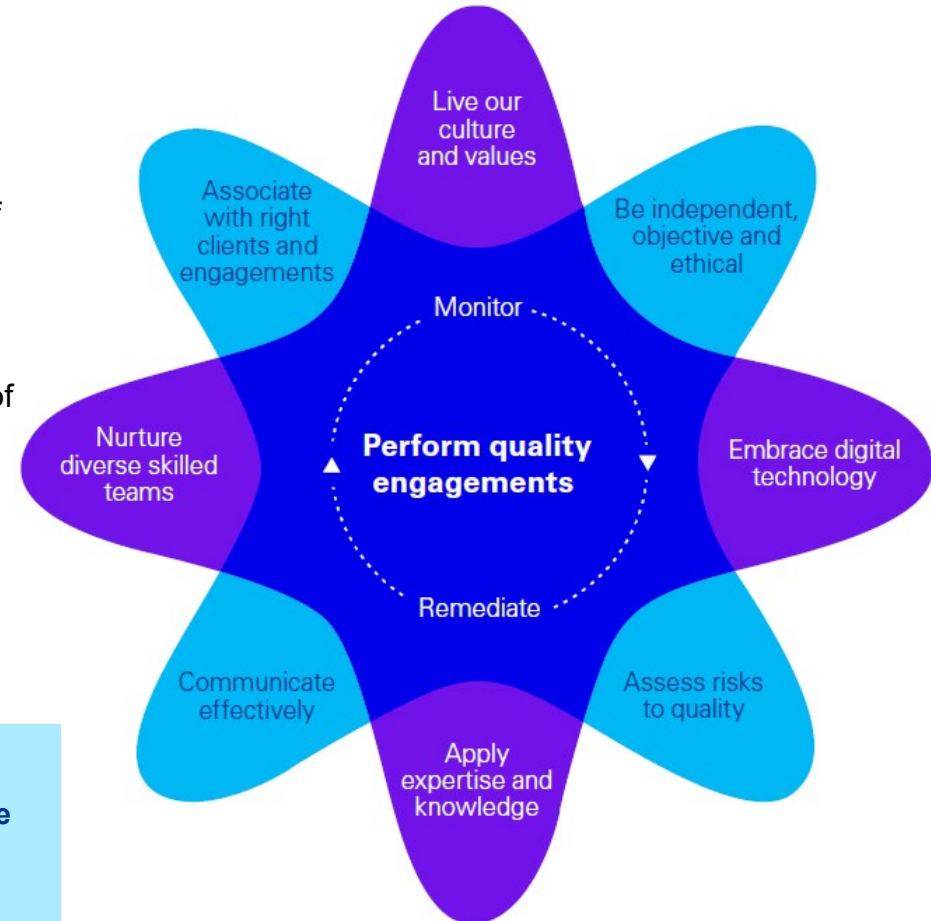 Live our
culture
and values
Associate
with right
clients and
engagements
Be independent,
objective and
ethical
Monitor
of
Nurture
diverse skilled
teams
Perform quality
engagements
Embrace digital
technology
Remediate
Communicate
effectively
Assess risks
to quality
Apply
expertise and
knowledge